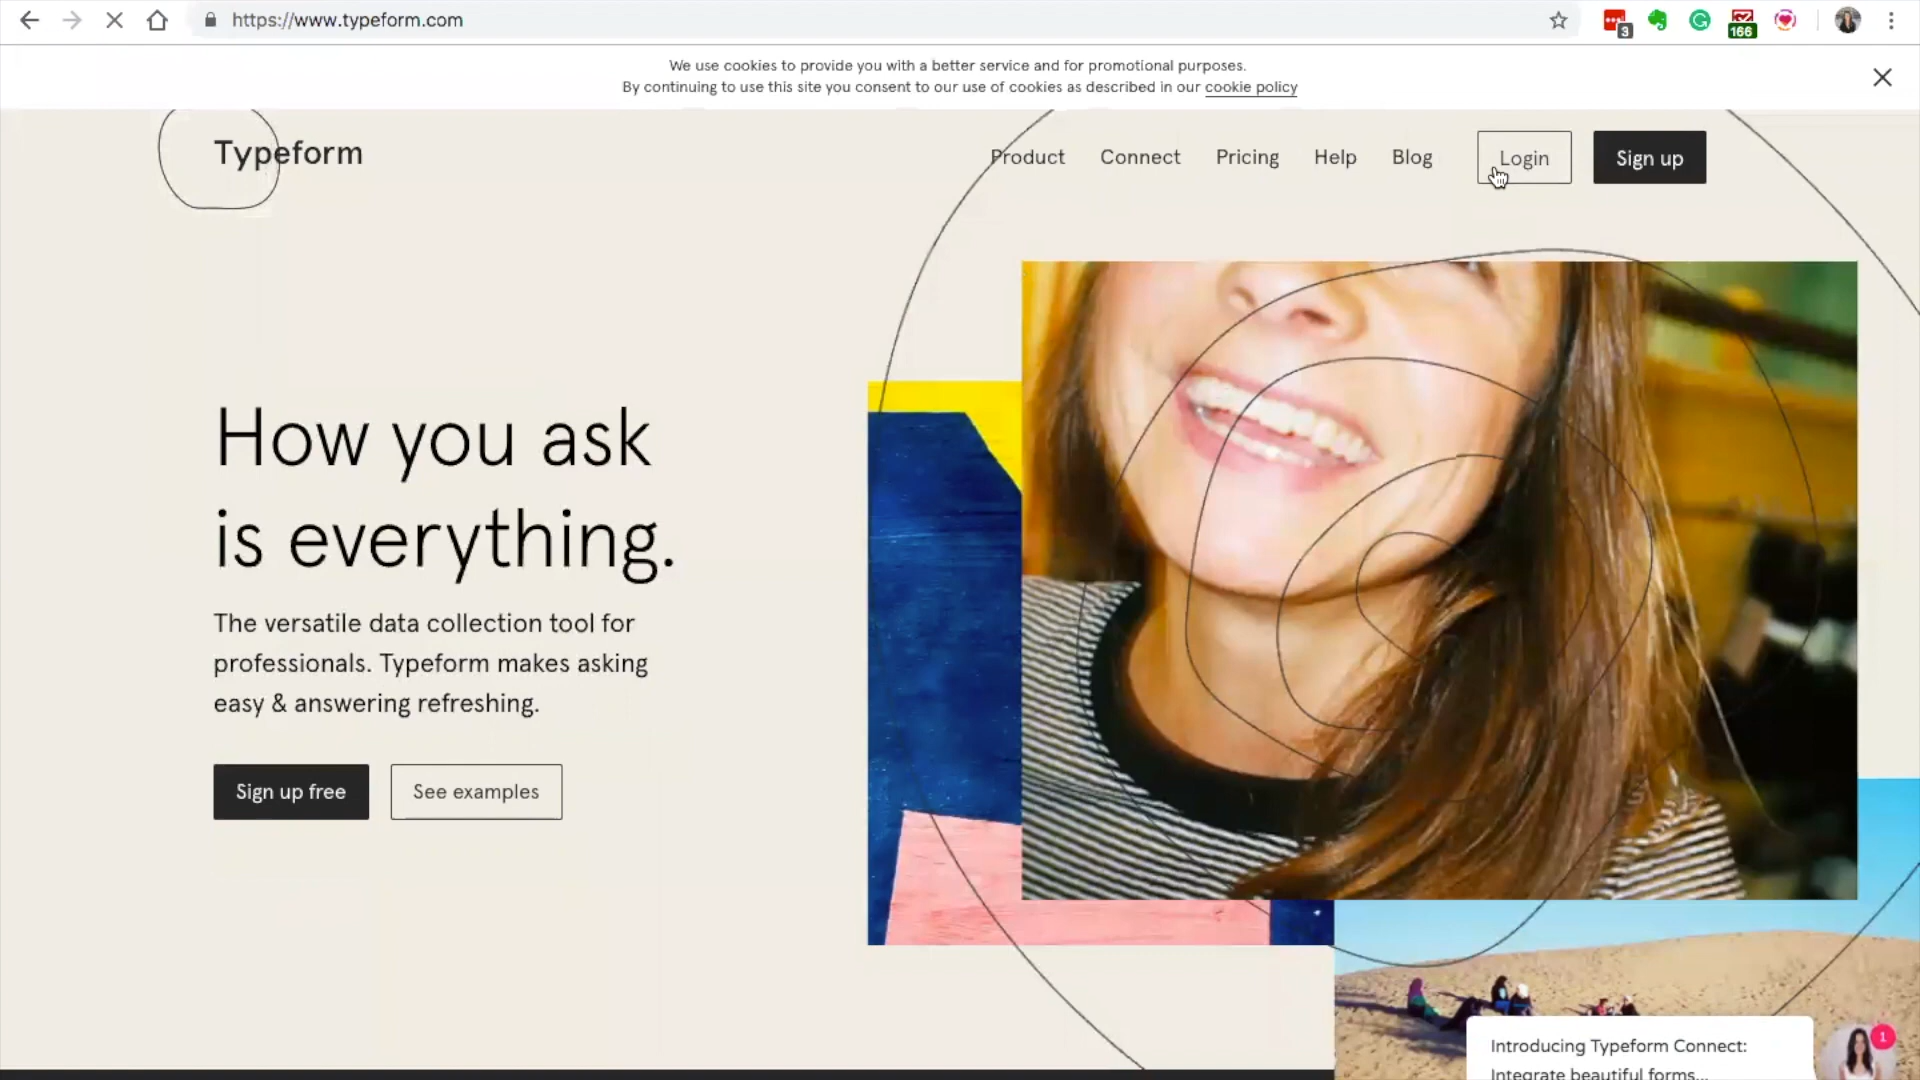 https://www.typeform.com
3
166
We use cookies to provide you with a better service and for promotional purposes.
By continuing to use this site you consent to our use of cookies as described in our cookie policy
Typeform
Product
Connect
Pricing
Help
Blog
Login
Sign up
How you ask
is everything.
The versatile data collection tool for
professionals. Typeform makes asking
easy & answering refreshing.
Sign up free
See examples
1
Introducing Typeform Connect:
Integrate beautiful forms...